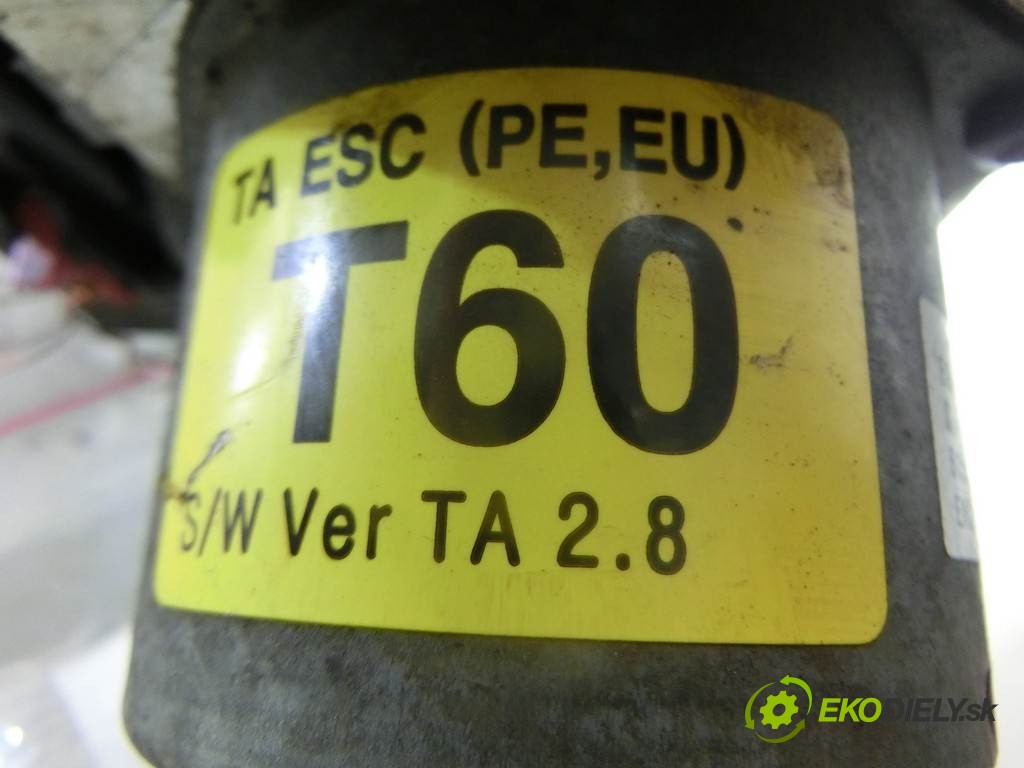 TA ESC (PE,EU)
T60
S/W Ver TA 2.8
EKODIELY.sk